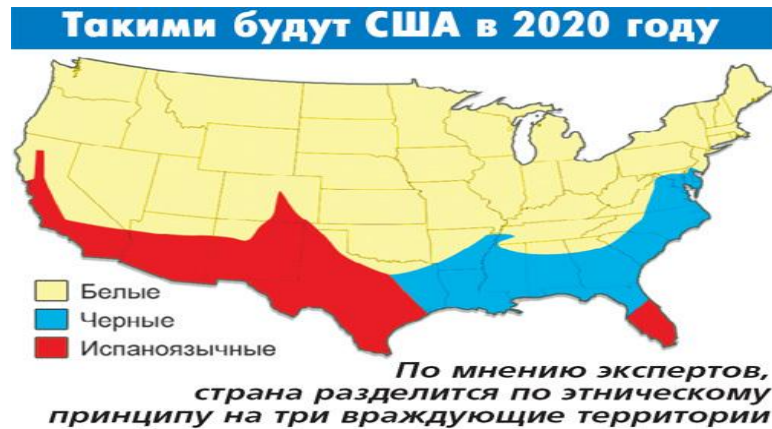 Такими будут США в 2020 году
Белые
Черные
Испаноязычные
По мнению экспертов,
страна разделится по этническому
принципу на три враждующие территории